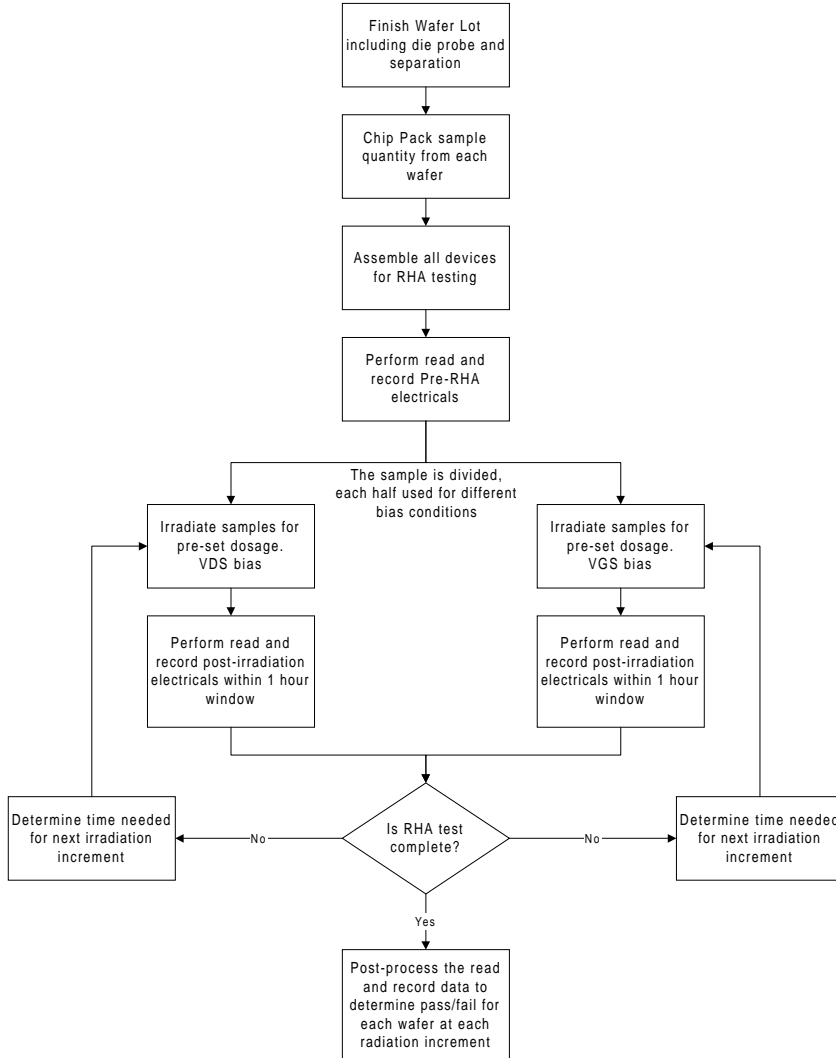 Finish Wafer Lot
including die probe and
separation
Chip Pack sample
quantity from each
wafer
Assemble all devices
for RHA testing
Perform read and
record Pre-RHA
electricals
The sample is divided,
each half used for different
bias conditions
Irradiate samples for
pre-set dosage.
VDS bias
Irradiate samples for
pre-set dosage.
VGS bias
Perform read and
record post-irradiation
electricals within 1 hour
window
Perform read and
record post-irradiation
electricals within 1 hour
window
Determine time needed
for next irradiation
increment
No
Is RHA test
complete?
No
Determine time needed
for next irradiation
increment
Yes
Post-process the read
and record data to
determine pass/fail for
each wafer at each
radiation increment